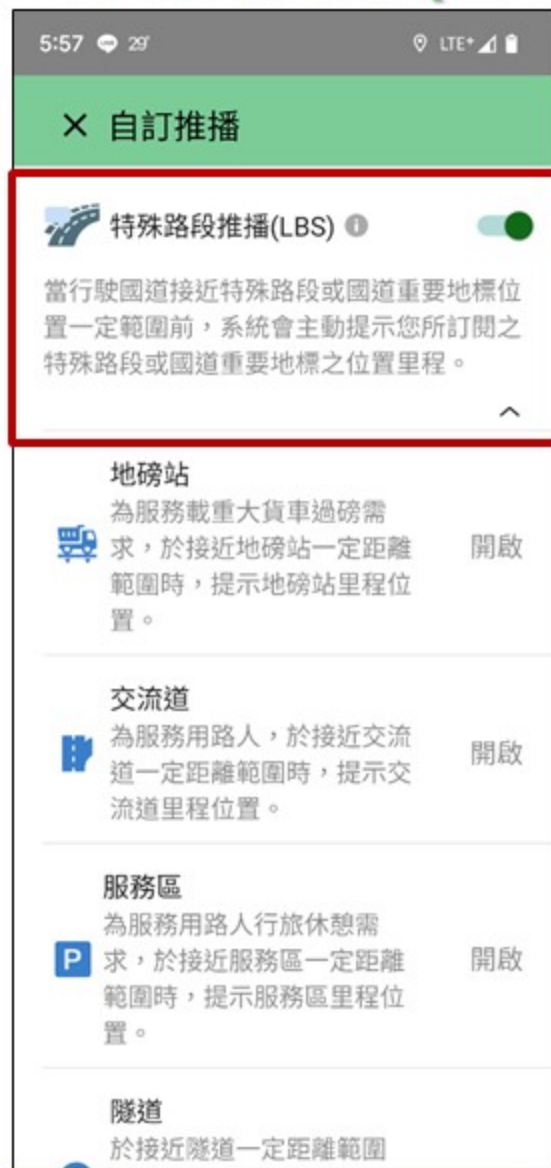 5:57 29° LTE+
× 自訂推播
特殊路段推播(LBS)
當行駛國道接近特殊路段或國道重要地標位
置一定範圍前，系統會主動提示您所訂閱之
特殊路段或國道重要地標之位置里程。
地磅站
為服務載重大貨車過磅需
求，於接近地磅站一定距離
範圍時，提示地磅站里程位
置。
開啟
交流道
為服務用路人，於接近交流
道一定距離範圍時，提示交
流道里程位置。
開啟
服務區
為服務用路人行旅休憩需
求，於接近服務區一定距離
範圍時，提示服務區里程位
置。
開啟
隧道
於接近隧道一定距離範圍